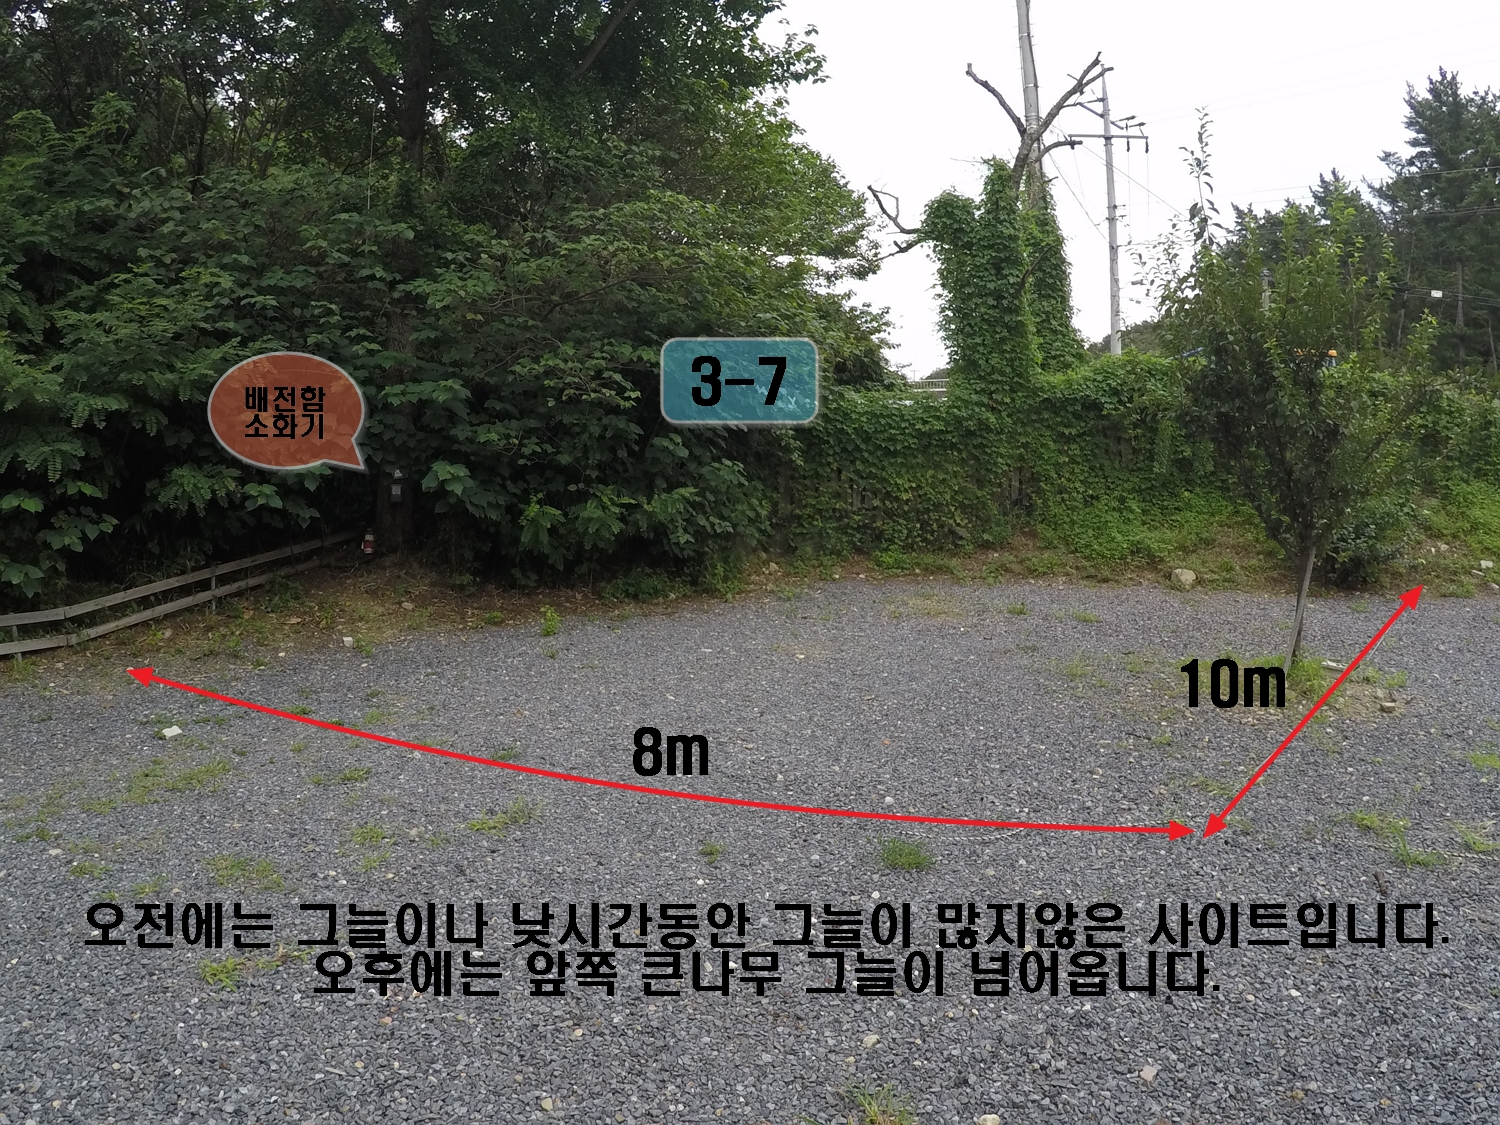 배전함
소화기
3-7
10m
8m
오전에는 그늘이나 낮시간동안 그늘이 많지않은 사이트입니다.
오후에는 앞쪽 큰나무 그늘이 넘어옵니다.